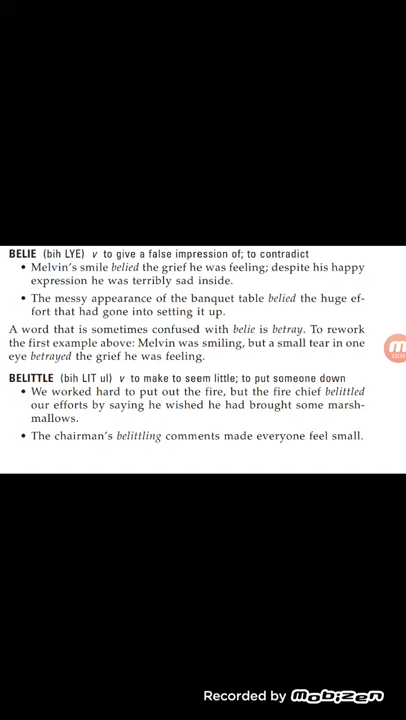 BELIE (bih LYE) v to give a false impression of; to contradict
• Melvin's smile belied the grief he was feeling; despite his happy
expression he was terribly sad inside.
• The messy appearance of the banquet table belied the huge ef-
fort that had gone into setting it up.
A word that is sometimes confused with belie is betray. To rework
the first example above: Melvin was smiling, but a small tear in one
eye betrayed the grief he was feeling.
BELITTLE (bih LIT ul) v to make to seem little; to put someone down
• We worked hard to put out the fire, but the fire chief belittled
our efforts by saying he wished he had brought some marsh-
mallows.
• The chairman's belittling comments made everyone feel small.
Recorded by mobizen